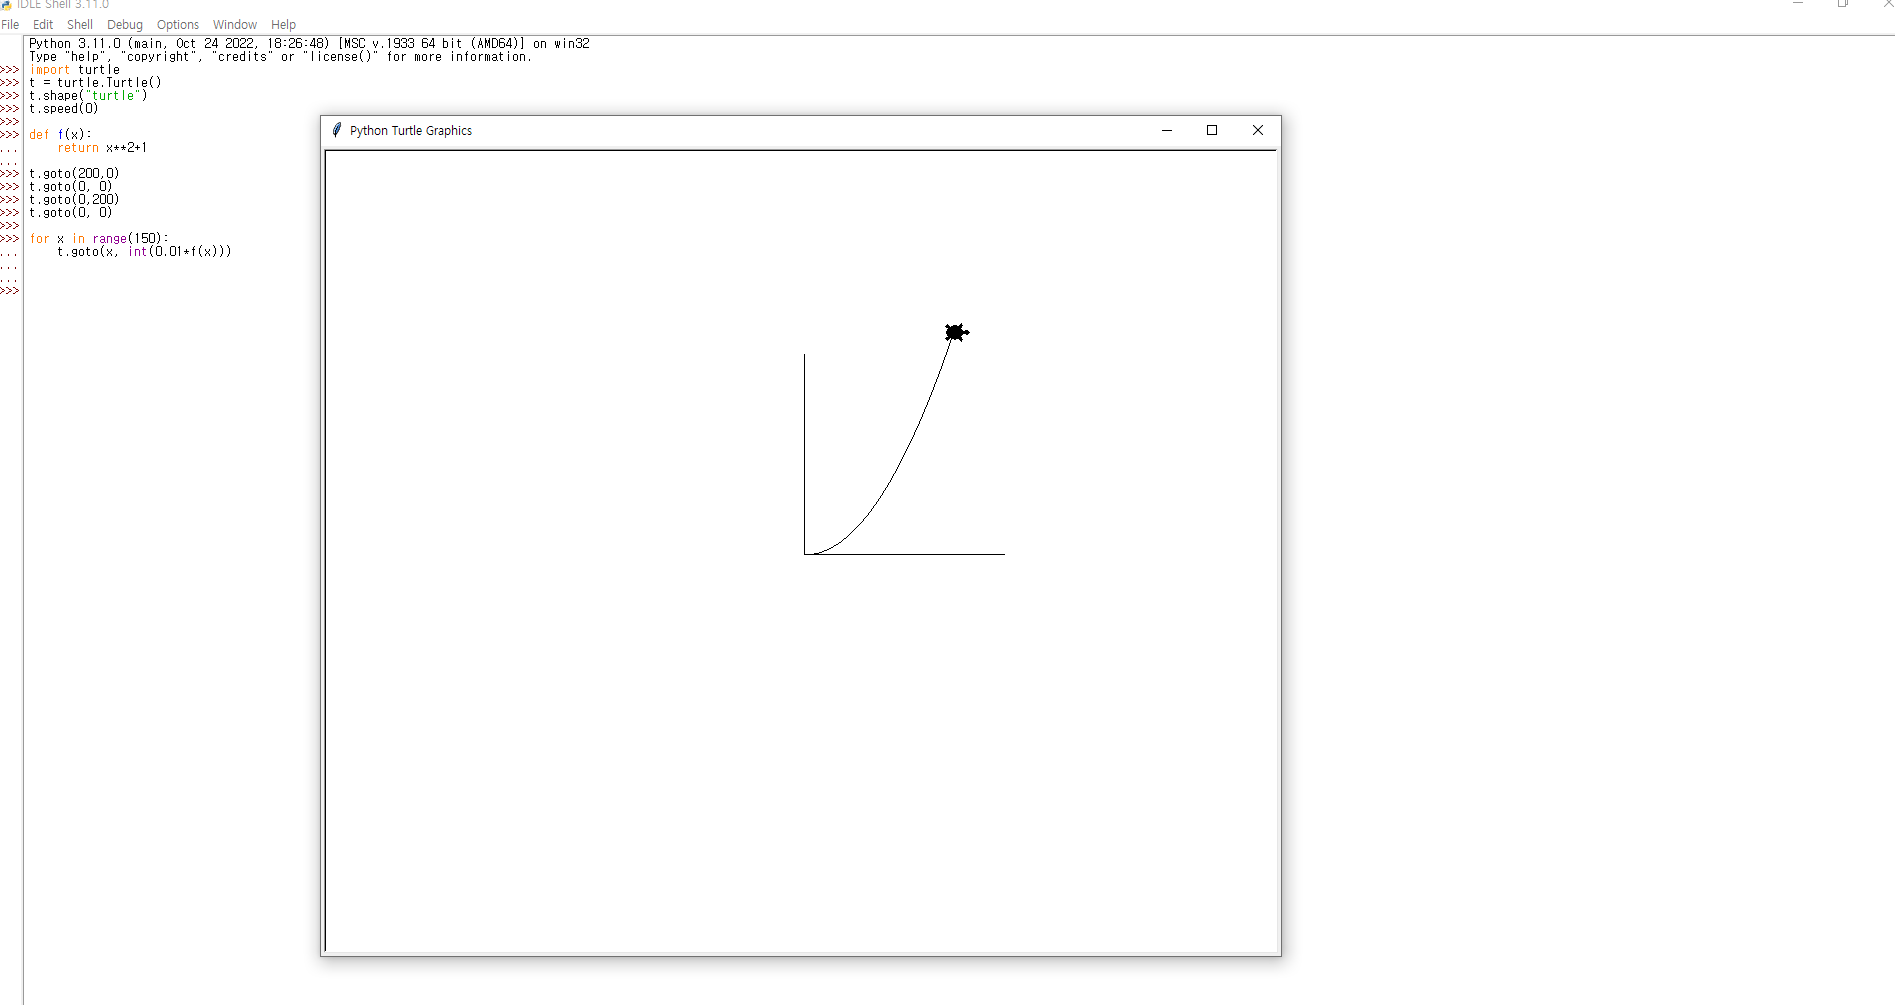 IDLE Shell 3.11.0
File Edit Shell Debug Options Window Help
Python 3.11.0 (main, Oct 24 2022, 18:26:48) [MSC v.1933 64 bit (AMD64)] on win32
Type "help", "copyright", "credits" or "license()" for more information.
>>> import turtle
>>> t = turtle.Turtle()
>>> t.shape("turtle")
>>> t.speed(0)
>>>
>>> def f(x):
...     return x**2+1
...
>>> t.goto(200,0)
>>> t.goto(0, 0)
>>> t.goto(0,200)
>>> t.goto(0, 0)
>>>
>>> for x in range(150):
...     t.goto(x, int(0.01*f(x)))
...
...
>>>
Python Turtle Graphics